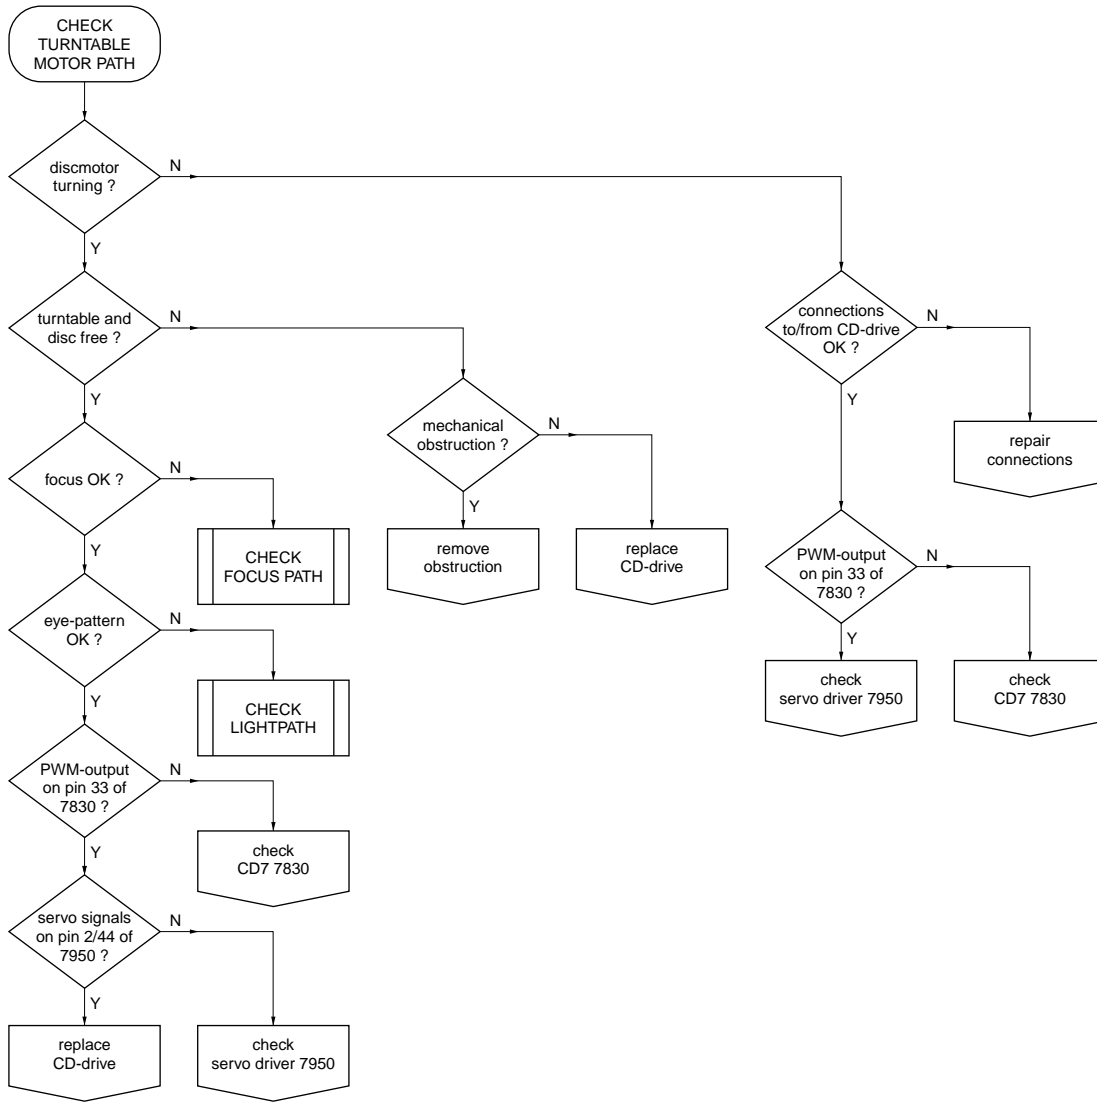 CHECK
TURNTABLE
MOTOR PATH
discmotor
turning ?
N
Y
turntable and
disc free ?
N
Y
connections
to/from CD-drive
OK ?
N
Y
mechanical
obstruction ?
N
Y
repair
connections
focus OK ?
N
Y
CHECK
FOCUS PATH
remove
obstruction
replace
CD-drive
PWM-output
on pin 33 of
7830 ?
N
Y
eye-pattern
OK ?
N
Y
CHECK
LIGHTPATH
check
servo driver 7950
check
CD7 7830
PWM-output
on pin 33 of
7830 ?
N
Y
check
CD7 7830
servo signals
on pin 2/44 of
7950 ?
N
Y
replace
CD-drive
check
servo driver 7950